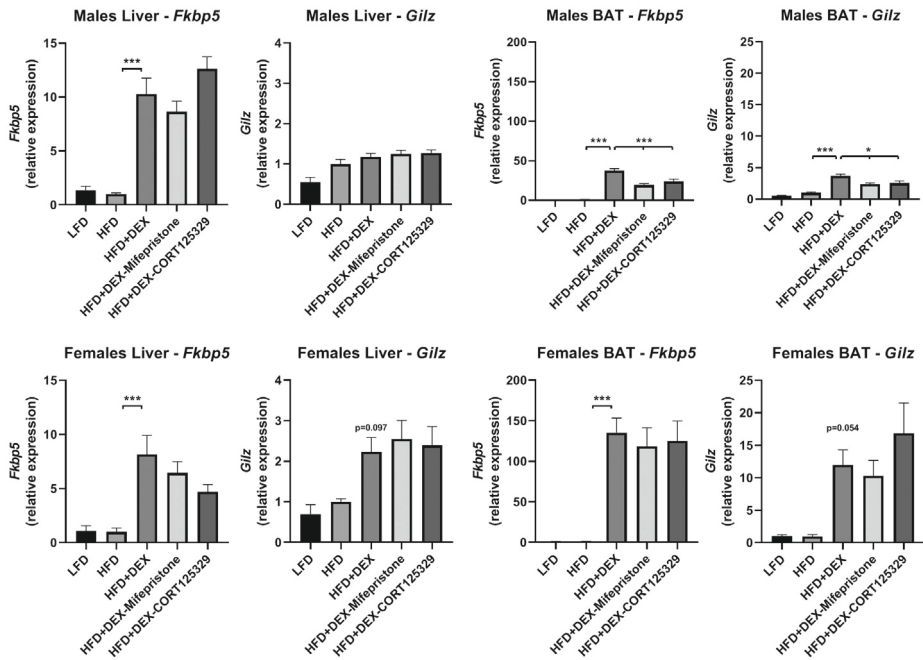 Males Liver - Fkbp5
Fkbp5
(relative expression)
15
10
5
0
***
LFD
HFD
HFD+DEX
HFD+DEX-Mifepristone
HFD+DEX-CORT125329
Males Liver - Gilz
Gilz
(relative expression)
4
3
2
1
0
LFD
HFD
HFD+DEX
HFD+DEX-Mifepristone
HFD+DEX-CORT125329
Males BAT - Fkbp5
Fkbp5
(relative expression)
200
150
100
50
0
***
***
LFD
HFD
HFD+DEX
HFD+DEX-Mifepristone
HFD+DEX-CORT125329
Males BAT - Gilz
Gilz
(relative expression)
25
20
15
10
5
0
***
*
LFD
HFD
HFD+DEX
HFD+DEX-Mifepristone
HFD+DEX-CORT125329
Females Liver - Fkbp5
Fkbp5
(relative expression)
15
10
5
0
***
LFD
HFD
HFD+DEX
HFD+DEX-Mifepristone
HFD+DEX-CORT125329
Females Liver - Gilz
Gilz
(relative expression)
4
3
2
1
0
p=0.097
LFD
HFD
HFD+DEX
HFD+DEX-Mifepristone
HFD+DEX-CORT125329
Females BAT - Fkbp5
Fkbp5
(relative expression)
200
150
100
50
0
***
LFD
HFD
HFD+DEX
HFD+DEX-Mifepristone
HFD+DEX-CORT125329
Females BAT - Gilz
Gilz
(relative expression)
25
20
15
10
5
0
p=0.054
LFD
HFD
HFD+DEX
HFD+DEX-Mifepristone
HFD+DEX-CORT125329